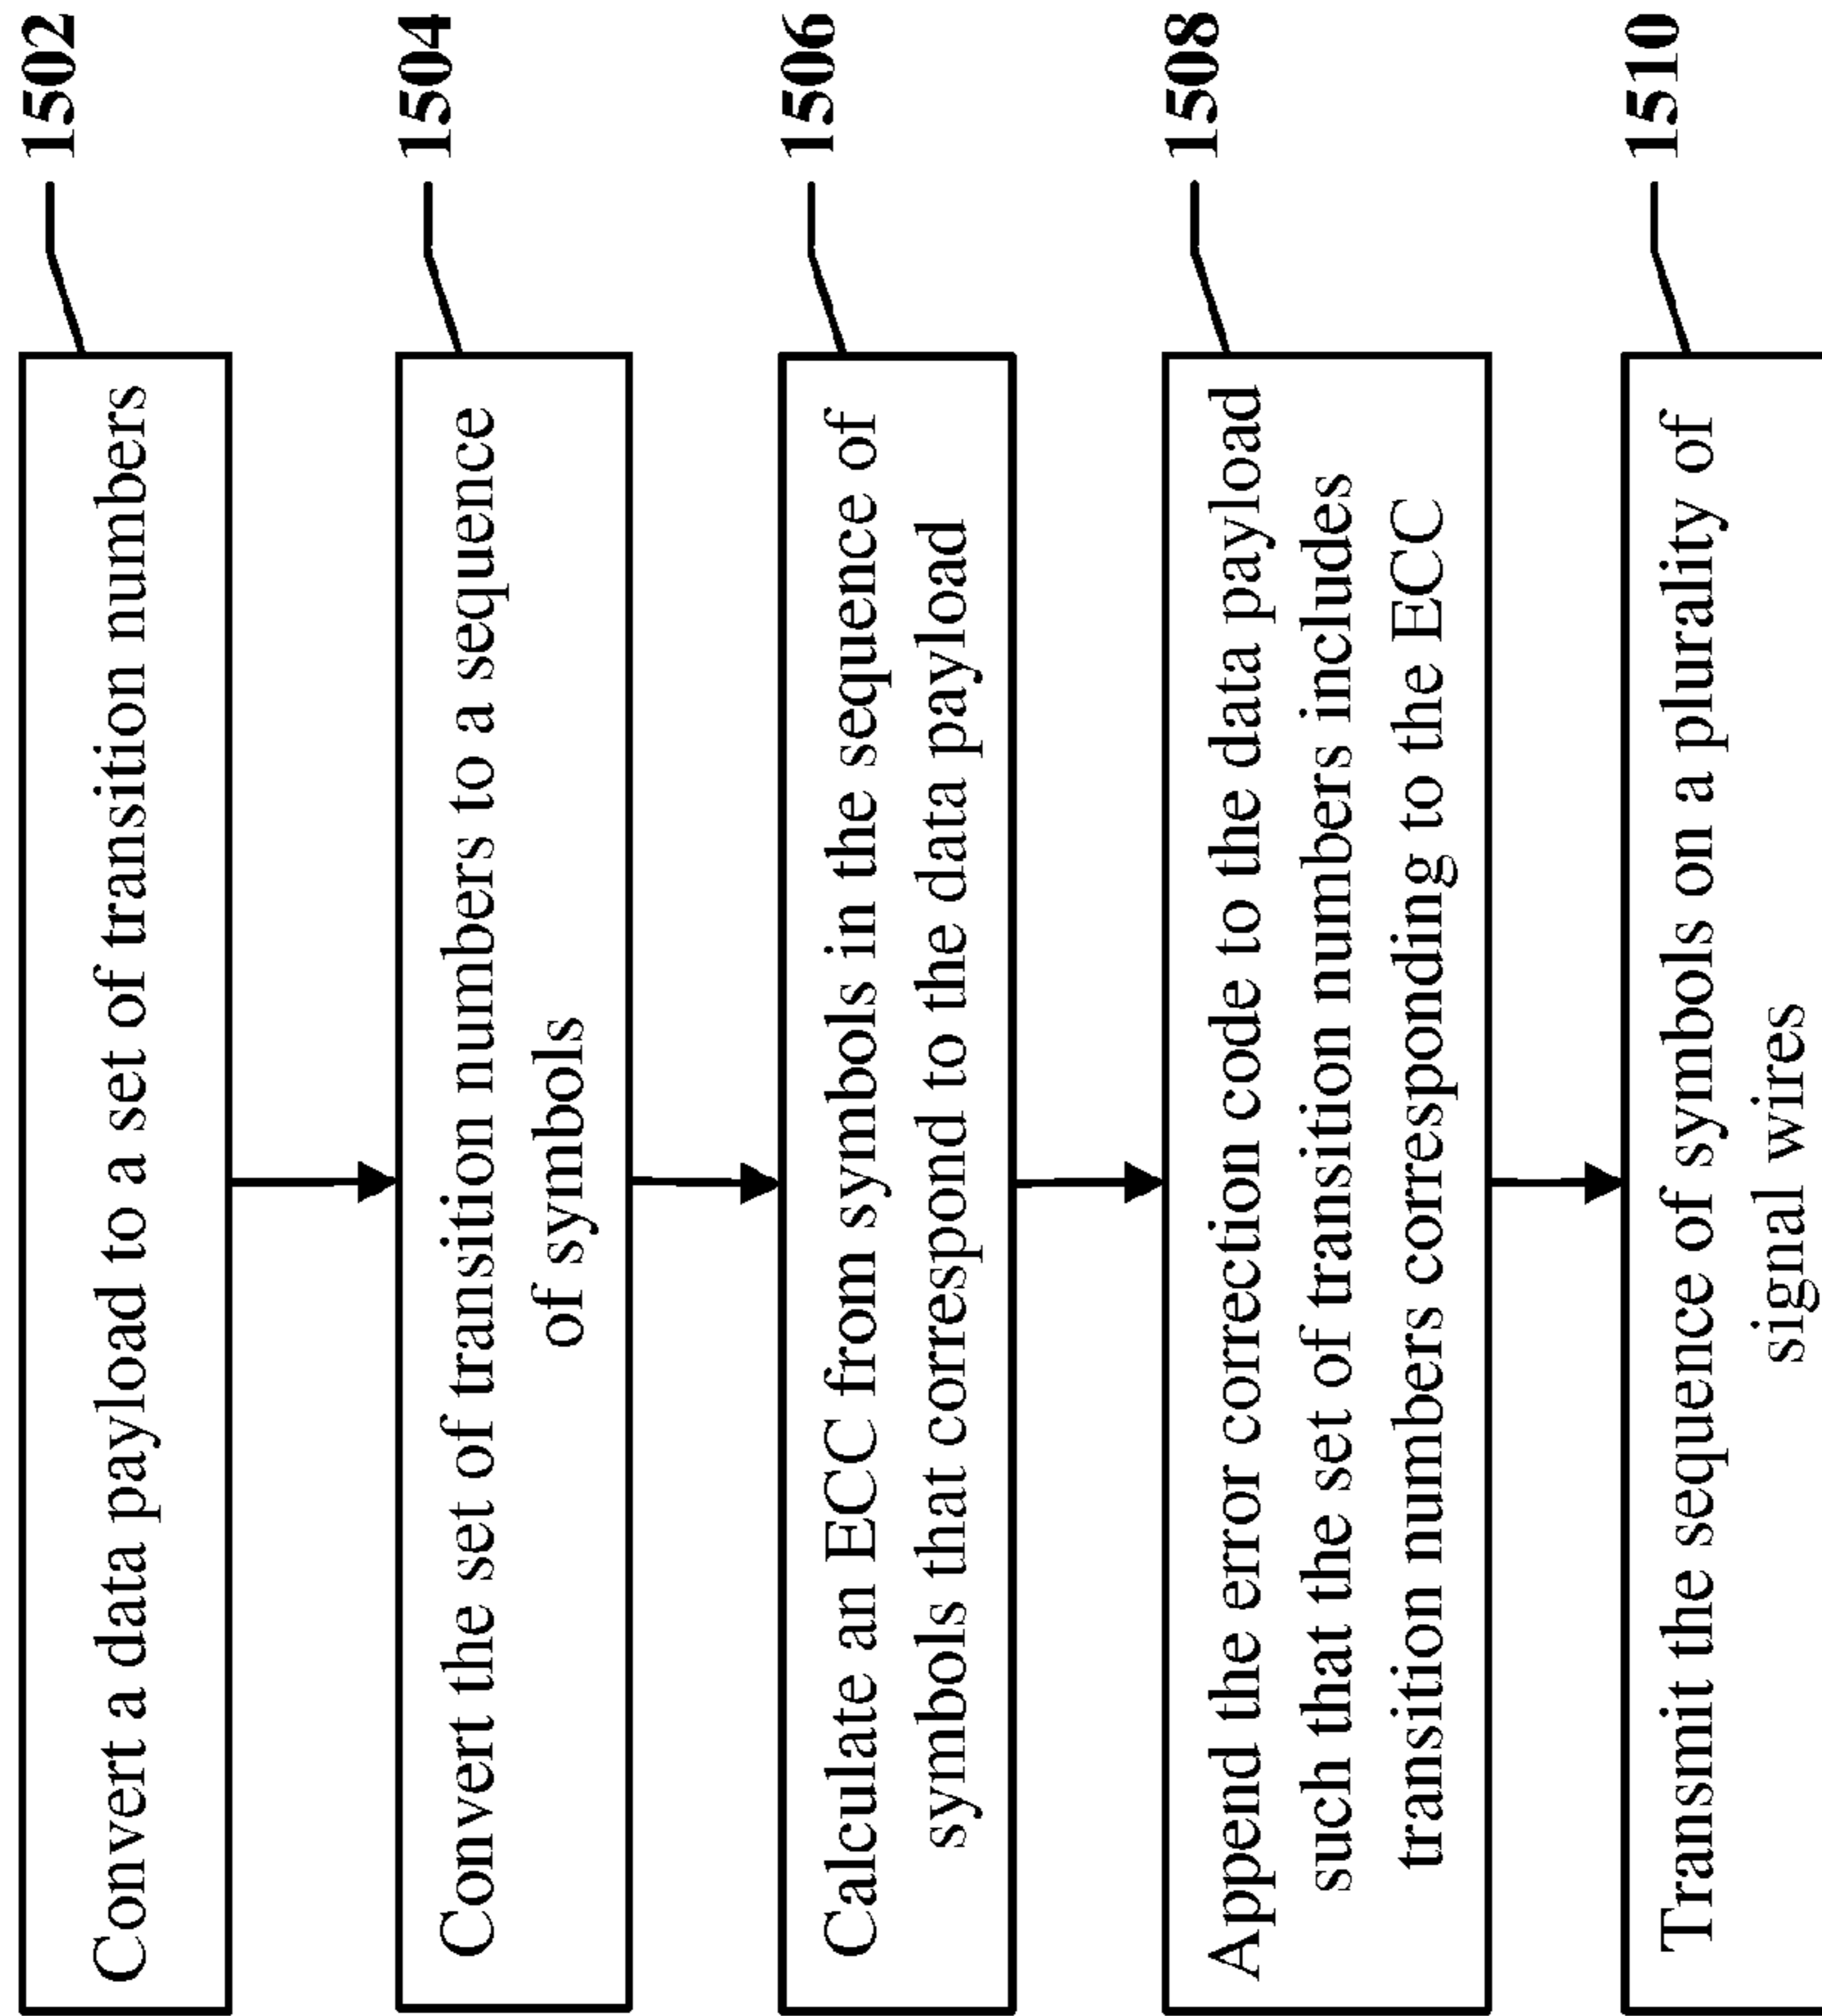 1502
Convert a data payload to a set of transition numbers
1504
Convert the set of transition numbers to a sequence
of symbols
1506
Calculate an ECC from symbols in the sequence of
symbols that correspond to the data payload
1508
Append the error correction code to the data payload
such that the set of transition numbers includes
transition numbers corresponding to the ECC
1510
Transmit the sequence of symbols on a plurality of
signal wires